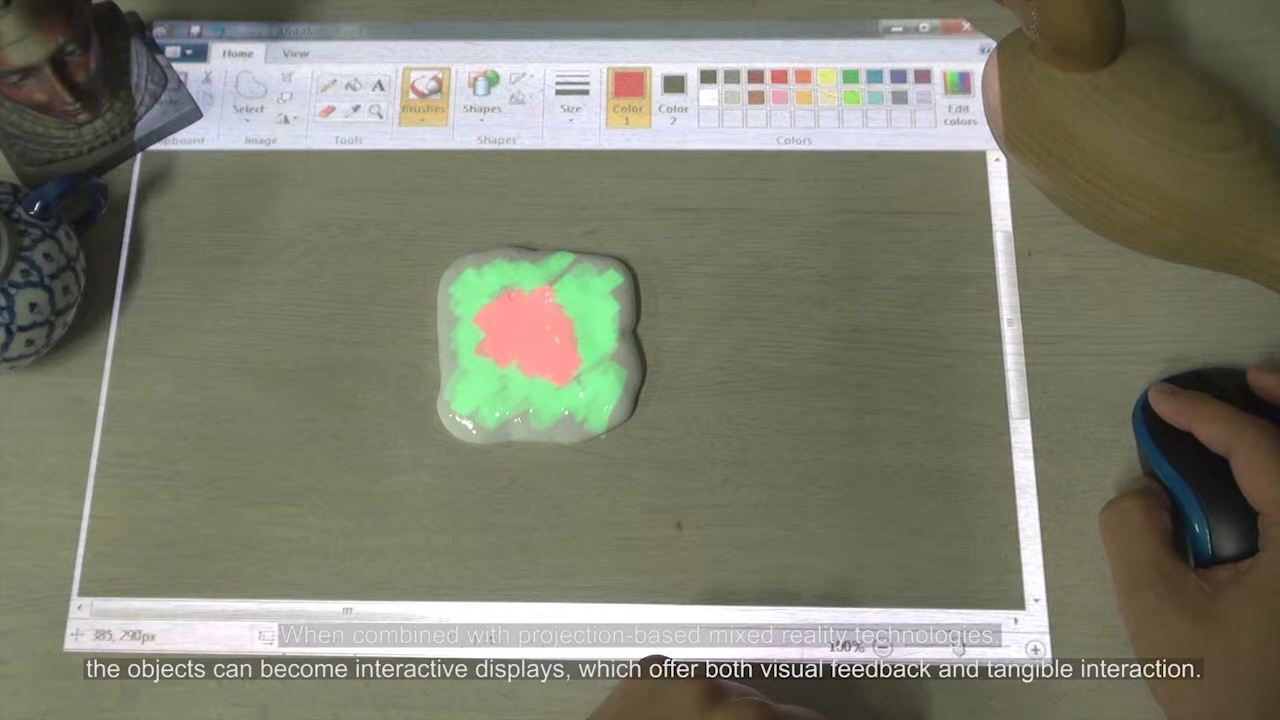 Home View
Select
Brushes
Shapes
Size
Color
1
Color
2
Edit
colors
Image
Tools
Shapes
Colors
385, 290px
100%
When combined with projection-based mixed reality technologies,
the objects can become interactive displays, which offer both visual feedback and tangible interaction.